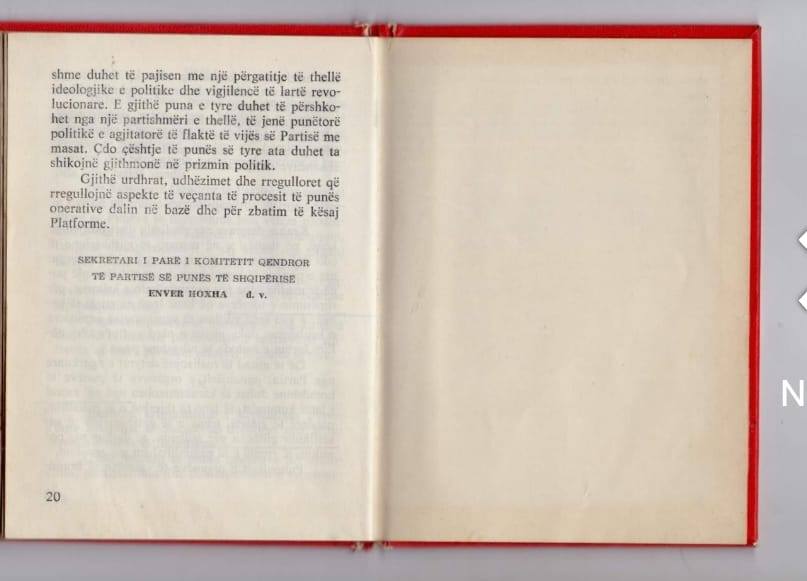 shme duhet të pajisen me një përgatitje të thellë
ideologjike e politike dhe vigjilencë të lartë revo-
lucionare. E gjithë puna e tyre duhet të përshko-
het nga një partishmëri e thellë, të jenë punëtorë
politikë e agjitatorë të flaktë të vijës së Partisë me
masat. Çdo çështje të punës së tyre ata duhet ta
shikojnë gjithmonë në prizmin politik.
Gjithë urdhrat, udhëzimet dhe rregulloret që
rregullojnë aspekte të veçanta të procesit të punës
operative dalin në bazë dhe për zbatim të kësaj
Platforme.
SEKRETARI I PARË I KOMITETIT QENDROR
TË PARTISË SË PUNËS TË SHQIPËRISË
ENVER HOXHA d. v.
20
N